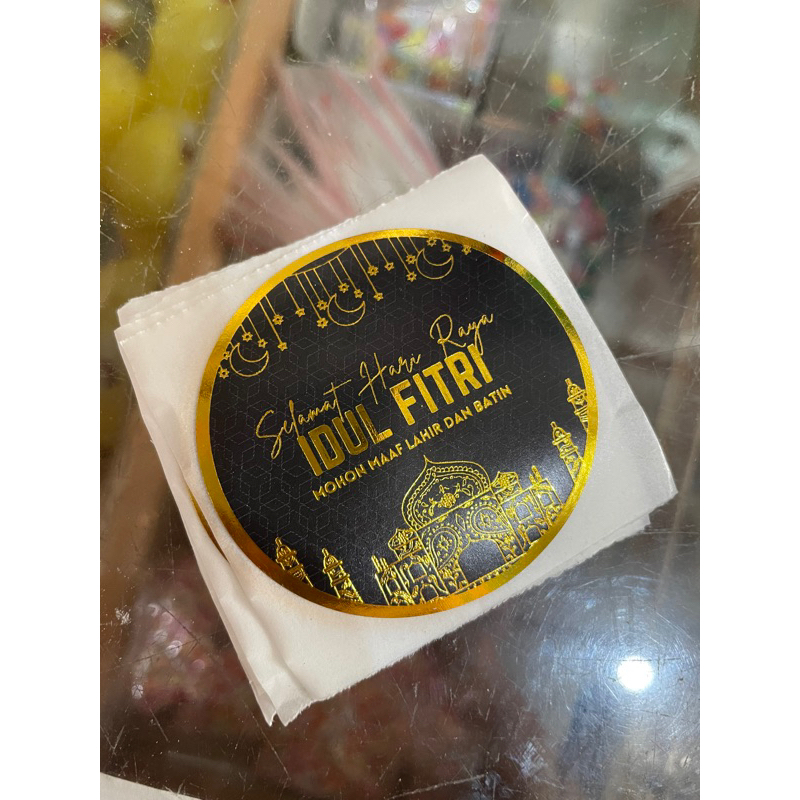 Selamat Hari Raya
IDUL FITRI
MOHON MAAF LAHIR DAN BATIN